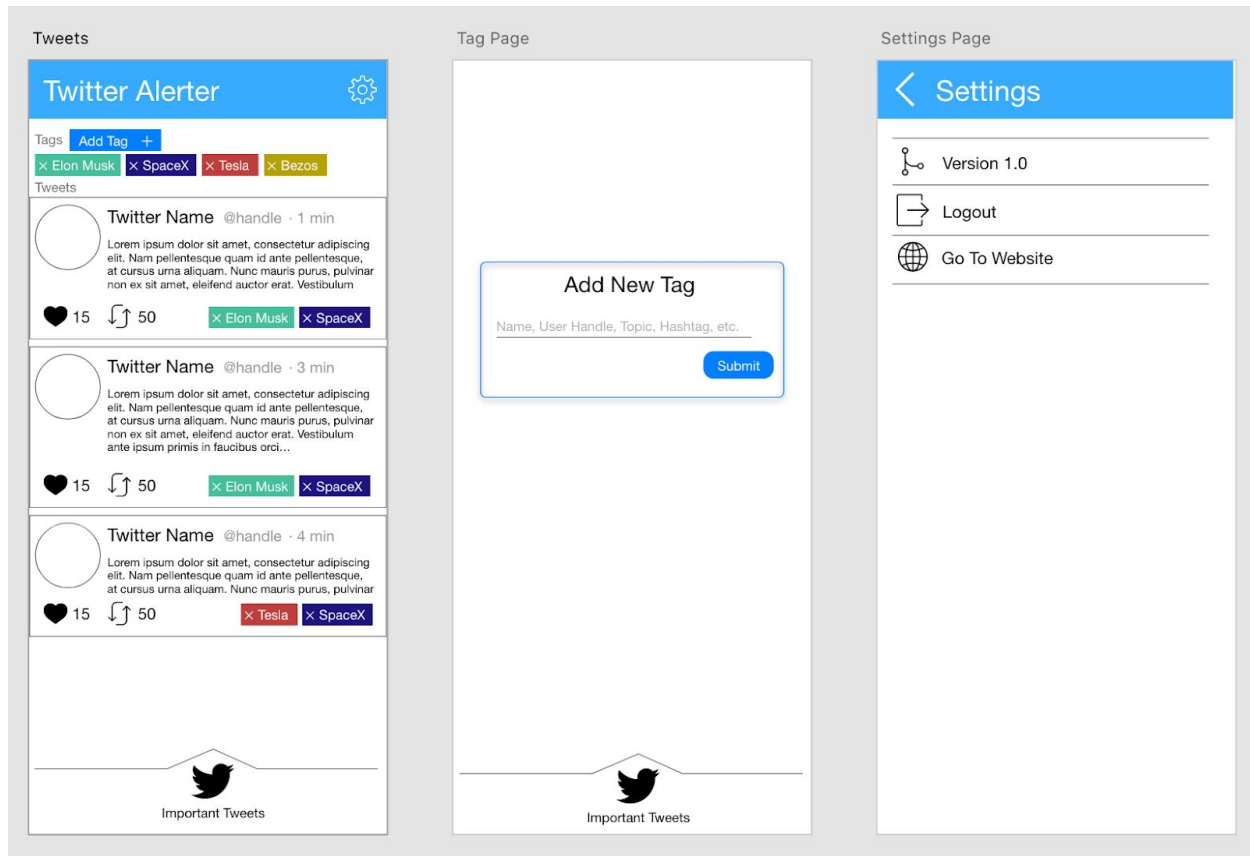 Tweets
Twitter Alerter
Tags Add Tag +
× Elon Musk × SpaceX × Tesla × Bezos
Tweets
Twitter Name @handle · 1 min
Lorem ipsum dolor sit amet, consectetur adipiscing
elit. Nam pellentesque quam id ante pellentesque,
at cursus urna aliquam. Nunc mauris purus, pulvinar
non ex sit amet, eleifend auctor erat. Vestibulum
15 50 × Elon Musk × SpaceX
Twitter Name @handle · 3 min
Lorem ipsum dolor sit amet, consectetur adipiscing
elit. Nam pellentesque quam id ante pellentesque,
at cursus urna aliquam. Nunc mauris purus, pulvinar
non ex sit amet, eleifend auctor erat. Vestibulum
ante ipsum primis in faucibus orci...
15 50 × Elon Musk × SpaceX
Twitter Name @handle · 4 min
Lorem ipsum dolor sit amet, consectetur adipiscing
elit. Nam pellentesque quam id ante pellentesque,
at cursus urna aliquam. Nunc mauris purus, pulvinar
15 50 × Tesla × SpaceX
Important Tweets
Tag Page
Add New Tag
Name, User Handle, Topic, Hashtag, etc.
Submit
Important Tweets
Settings Page
Settings
Version 1.0
Logout
Go To Website